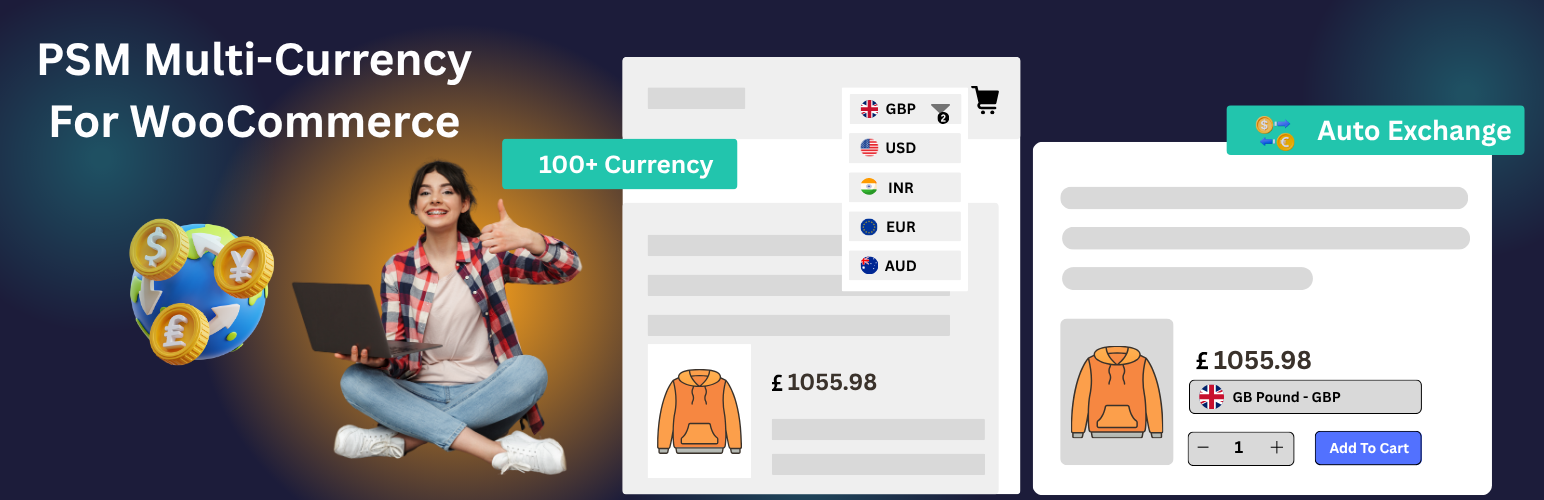 PSM Multi-Currency
For WooCommerce
100+ Currency
GBP
2
USD
INR
EUR
AUD
£ 1055.98
Auto Exchange
£ 1055.98
GB Pound - GBP
− 1 +
Add To Cart
$
¥
£
$
€